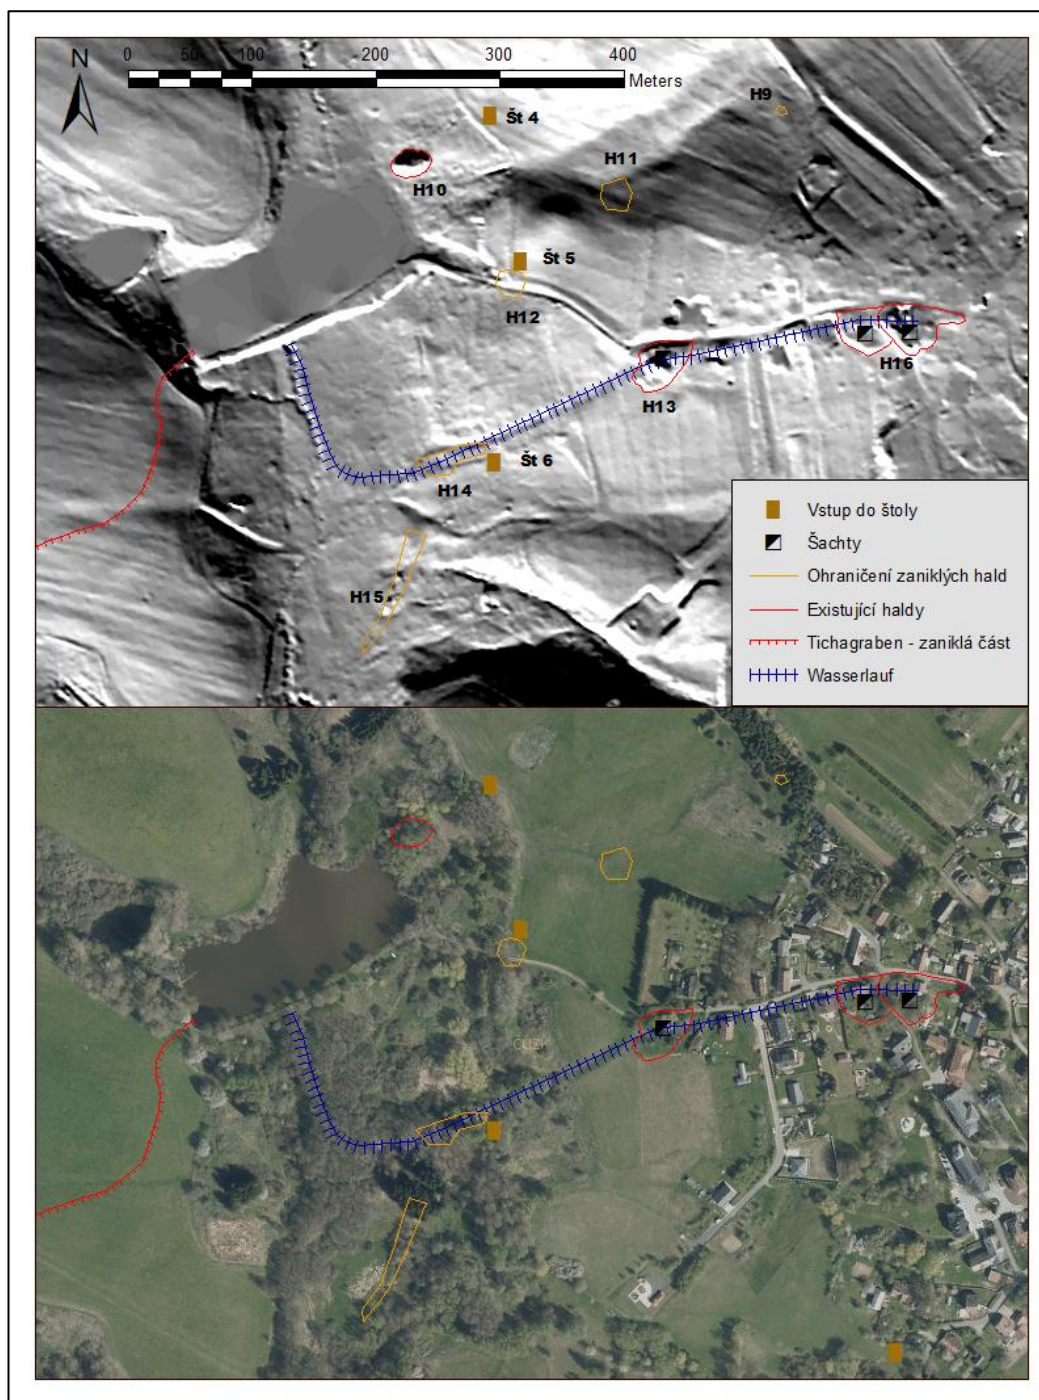 N
0 50 100 200 300 400
Meters
H9
Št 4
H11
H10
Št 5
H12
H16
H13
Št 6
H14
H15
Vstup do štoly
Šachty
Ohraničení zaniklých hald
Existující haldy
Tichagraben - zaniklá část
Wasserlauf